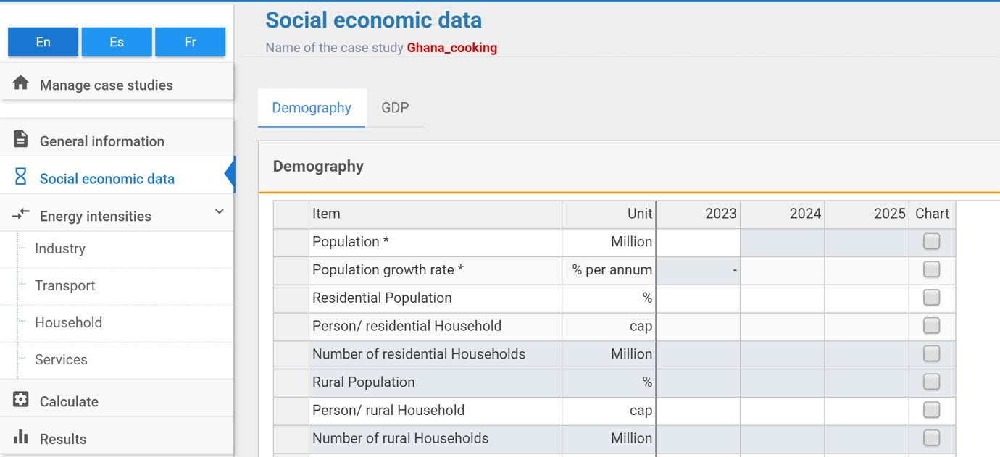 En Es Fr
Manage case studies
General information
Social economic data
Energy intensities
Industry
Transport
Household
Services
Calculate
Results
Social economic data
Name of the case study Ghana_cooking
Demography GDP
Demography
Item Unit 2023 2024 2025 Chart
Population * Million
Population growth rate * % per annum -
Residential Population %
Person/ residential Household cap
Number of residential Households Million
Rural Population %
Person/ rural Household cap
Number of rural Households Million